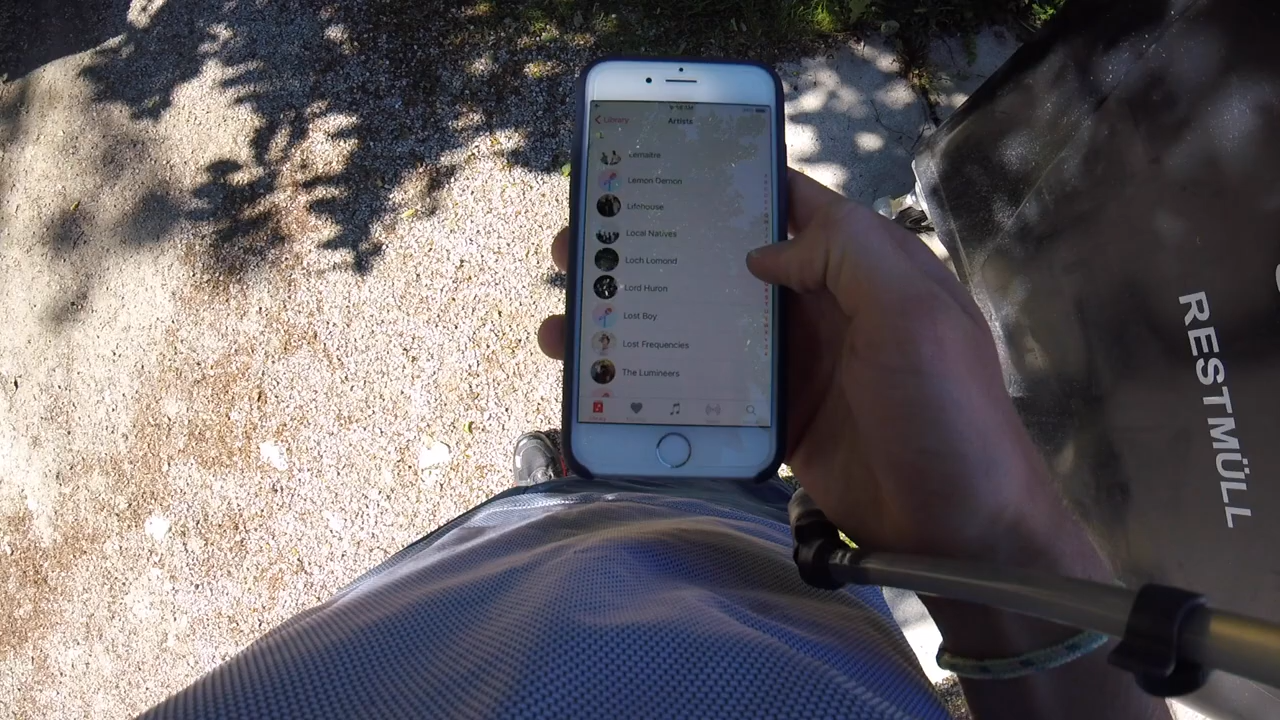 Library
Artists
L
Lemaitre
Lemon Demon
Lifehouse
Local Natives
Loch Lomond
Lord Huron
Lost Boy
Lost Frequencies
The Lumineers
RESTMÜLL